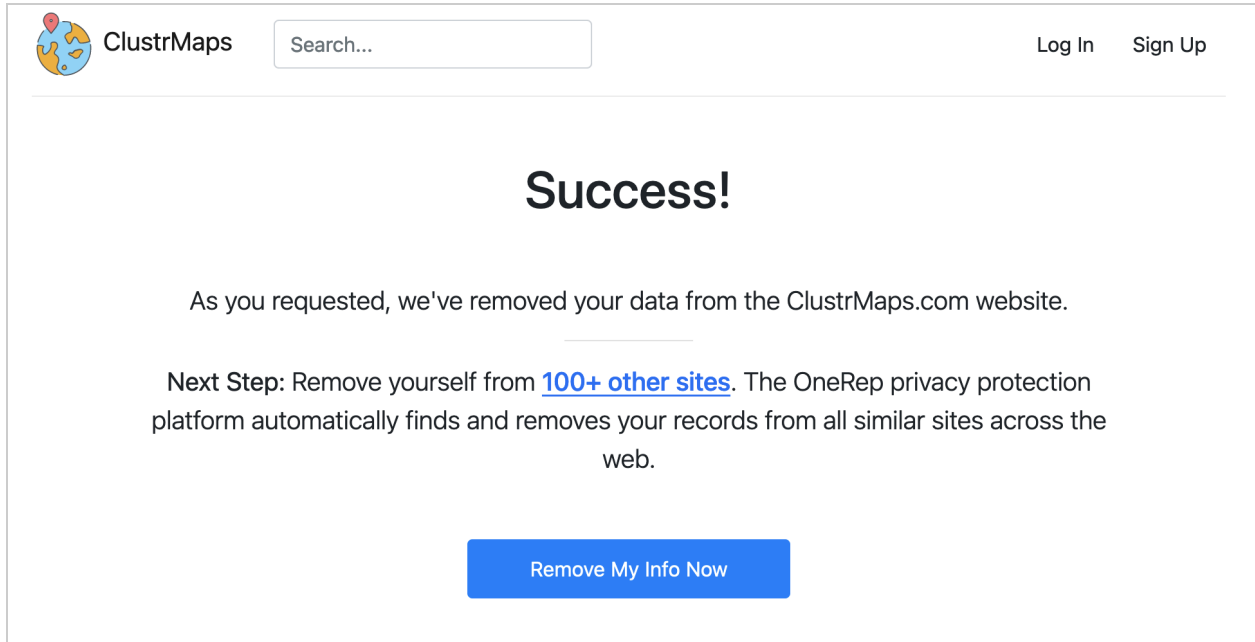 ClustrMaps
Search...
Log In
Sign Up
Success!
As you requested, we've removed your data from the ClustrMaps.com website.
Next Step: Remove yourself from 100+ other sites. The OneRep privacy protection
platform automatically finds and removes your records from all similar sites across the
web.
Remove My Info Now